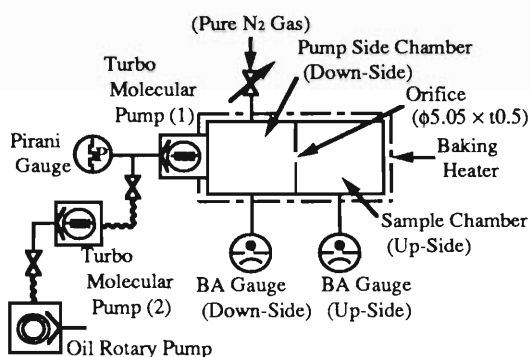 (Pure N2 Gas)
Pump Side Chamber
(Down-Side)
Turbo
Molecular
Pump (1)
Orifice
(ϕ5.05 × t0.5)
Pirani
Gauge
P
Baking
Heater
Sample Chamber
(Up-Side)
Turbo
Molecular
Pump (2)
BA Gauge
(Down-Side)
BA Gauge
(Up-Side)
Oil Rotary Pump